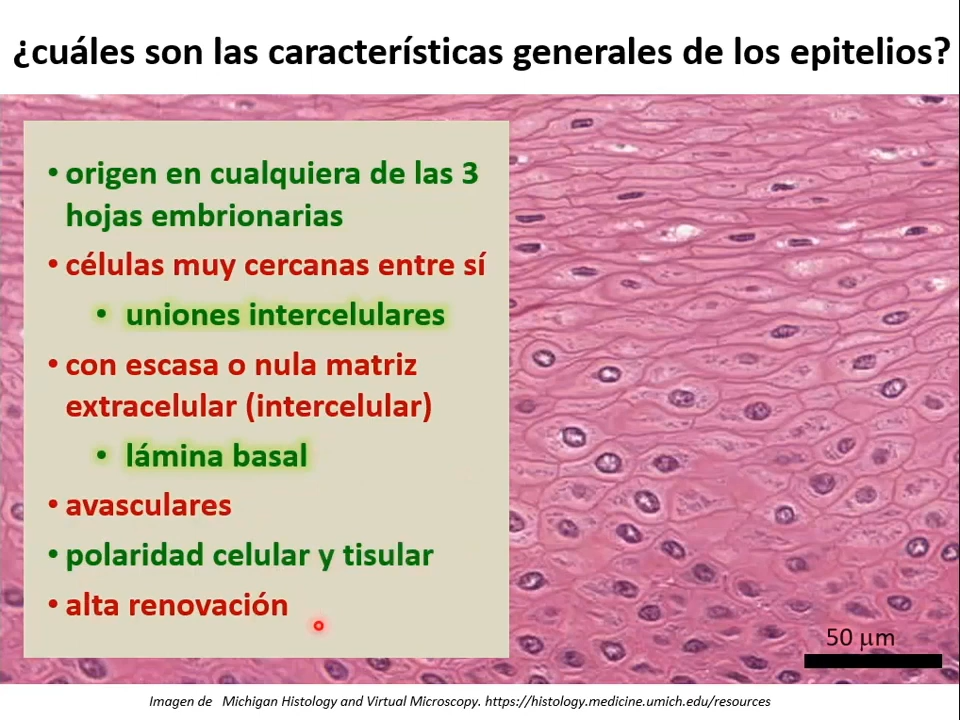 ¿cuáles son las características generales de los epitelios?
• origen en cualquiera de las 3
hojas embrionarias
• células muy cercanas entre sí
• uniones intercelulares
• con escasa o nula matriz
extracelular (intercelular)
• lámina basal
• avasculares
• polaridad celular y tisular
• alta renovación
50 µm
Imagen de Michigan Histology and Virtual Microscopy. https://histology.medicine.umich.edu/resources